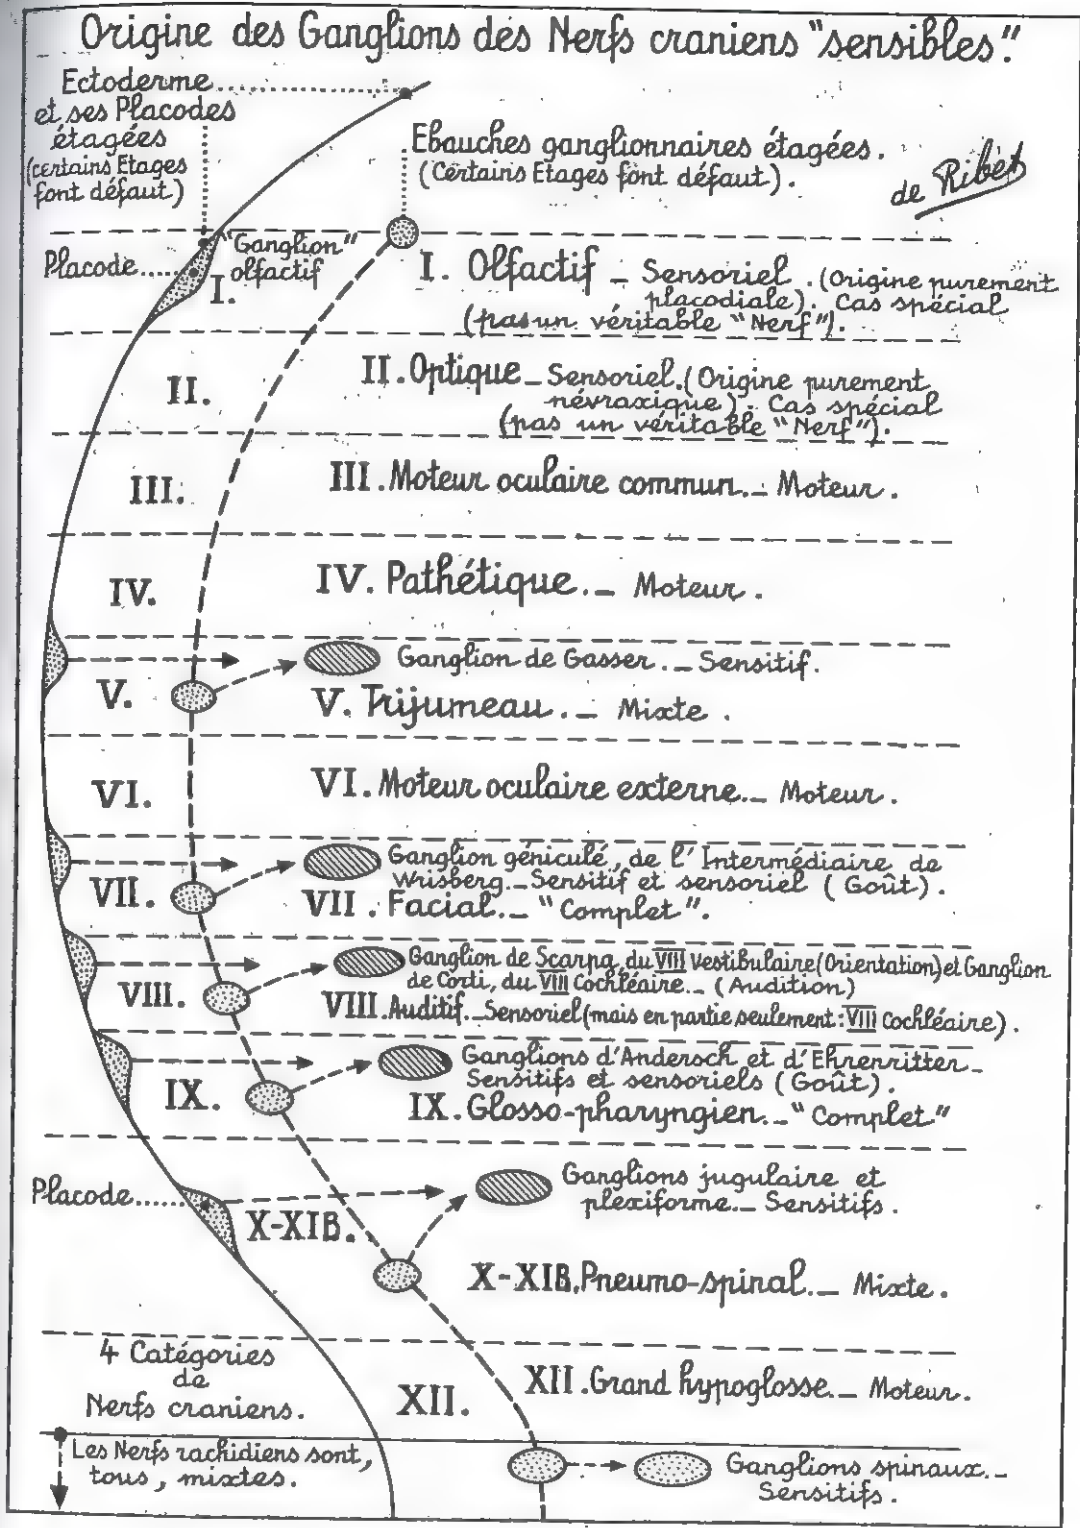 Origine des Ganglions des Nerfs craniens "sensibles."
Ectoderme
et ses Placodes
étagées
(certains Etages
font défaut)
Ebauches ganglionnaires étagées.
(Certains Etages font défaut).
de Ribet
Placode
"Ganglion"
olfactif
I.
I. Olfactif _ Sensoriel. (Origine purement
placodiale). Cas spécial
(pas un véritable "Nerf").
II.
II. Optique _ Sensoriel. (Origine purement
névraxique). Cas spécial
(pas un véritable "Nerf").
III.
III. Moteur oculaire commun._ Moteur.
IV.
IV. Pathétique._ Moteur.
Ganglion de Gasser._ Sensitif.
V.
V. Trijumeau._ Mixte.
VI.
VI. Moteur oculaire externe._ Moteur.
Ganglion géniculé, de l'Intermédiaire de
Wrisberg._ Sensitif et sensoriel (Goût).
VII.
VII. Facial._ "Complet".
Ganglion de Scarpa, du VIII Vestibulaire (Orientation) et Ganglion
de Corti, du VIII Cochléaire._ (Audition)
VIII.
VIII. Auditif._ Sensoriel (mais en partie seulement: VIII Cochléaire).
Ganglions d'Andersch et d'Ehrenritter_
Sensitifs et sensoriels (Goût).
IX.
IX. Glosso-pharyngien._ "Complet"
Placode
Ganglions jugulaire et
plexiforme._ Sensitifs.
X-XIB.
X-XIB. Pneumo-spinal._ Mixte.
4 Catégories
de
Nerfs craniens.
XII.
XII. Grand hypoglosse._ Moteur.
Les Nerfs rachidiens sont,
tous, mixtes.
Ganglions spinaux._
Sensitifs.